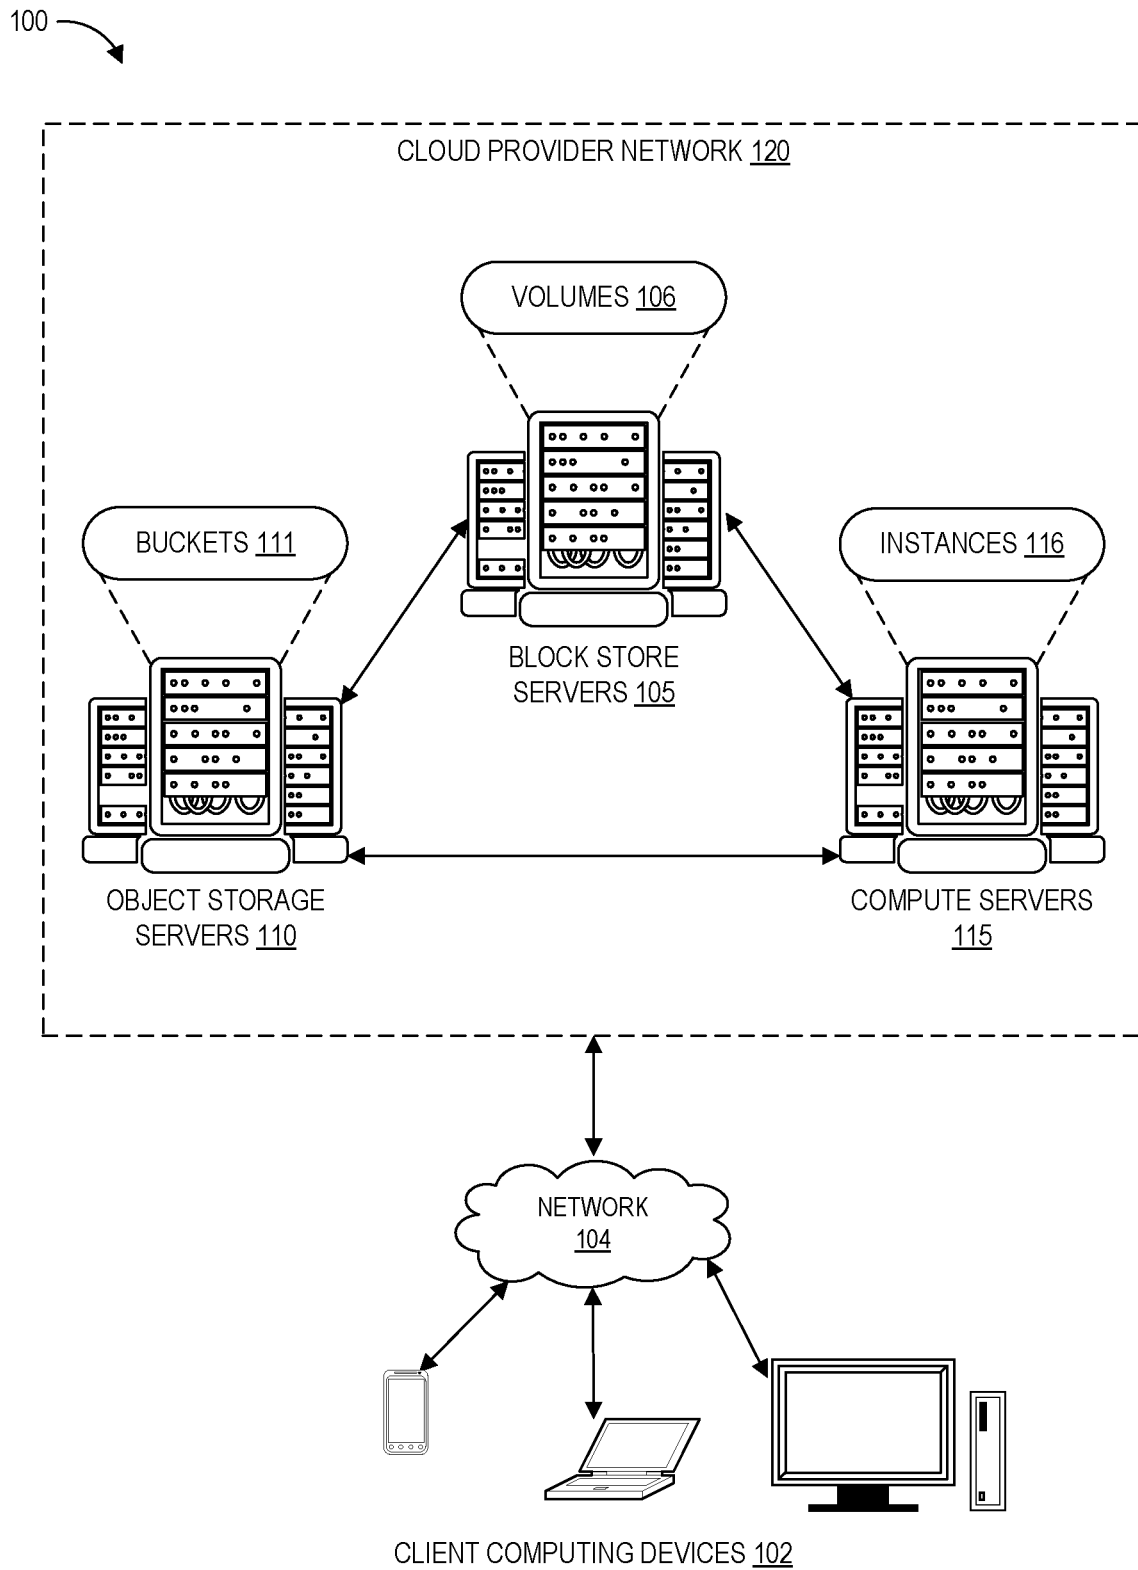 100
CLOUD PROVIDER NETWORK 120
VOLUMES 106
BUCKETS 111
INSTANCES 116
BLOCK STORE
SERVERS 105
OBJECT STORAGE
SERVERS 110
COMPUTE SERVERS
115
NETWORK
104
CLIENT COMPUTING DEVICES 102